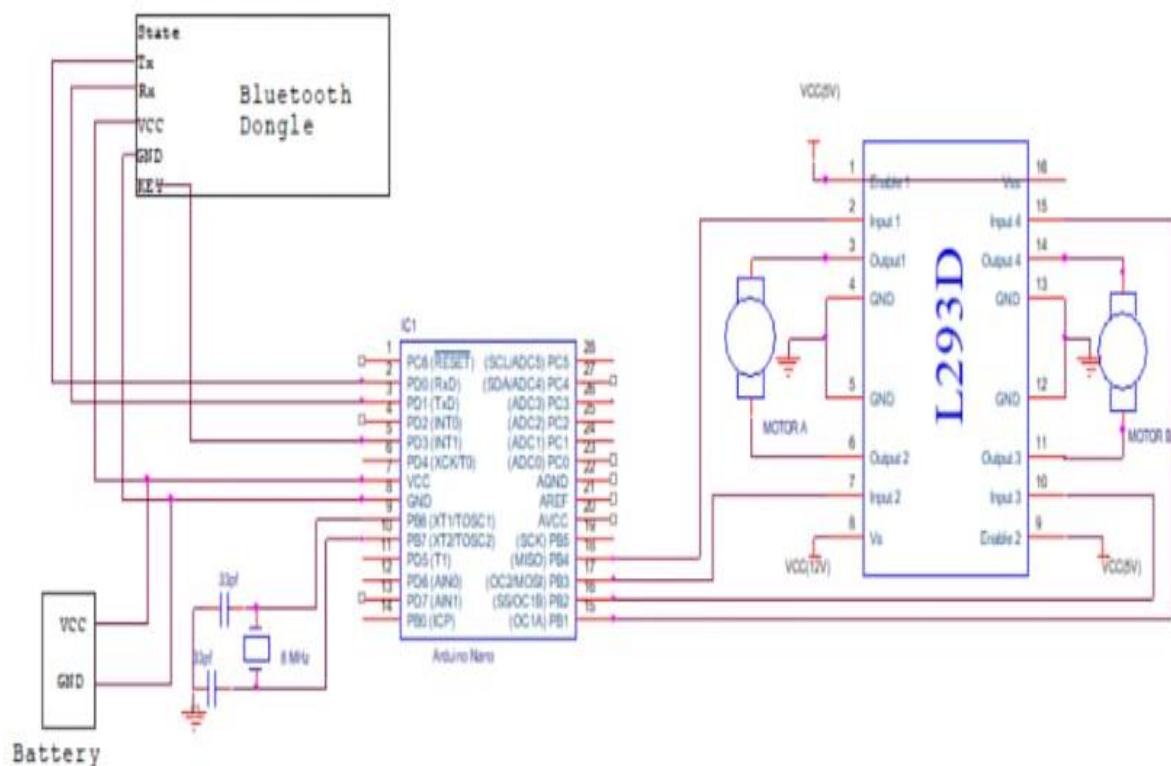 State
Tx
Rx
VCC
GND
KEY
Bluetooth
Dongle
VCC(5V)
1 Enable 1
2 Input 1
3 Output1
4 GND
5 GND
6 Output 2
7 Input 2
8 Vs
VCC(12V)
L293D
16 Vss
15 Input 4
14 Output 4
13 GND
12 GND
11 Output 3
10 Input 3
9 Enable 2
VCC(5V)
MOTOR A
MOTOR B
IC1
1
2 PC6 (RESET)
3 PD0 (RxD)
4 PD1 (TxD)
5 PD2 (INT0)
6 PD3 (INT1)
7 PD4 (XCK/T0)
8 VCC
9 GND
10 PB6 (XT1/TOSC1)
11 PB7 (XT2/TOSC2)
12 PD5 (T1)
13 PD6 (AIN0)
14 PD7 (AIN1)
PB0 (ICP)
28 (SCL/ADC5) PC5
27 (SDA/ADC4) PC4
26 (ADC3) PC3
25 (ADC2) PC2
24 (ADC1) PC1
23 (ADC0) PC0
22 AGND
21 AREF
20 AVCC
19 (SCK) PB5
18 (MISO) PB4
17 (OC2/MOSI) PB3
16 (SS/OC1B) PB2
15 (OC1A) PB1
Arduino Nano
33pf
33pf
8 MHz
VCC
GND
Battery